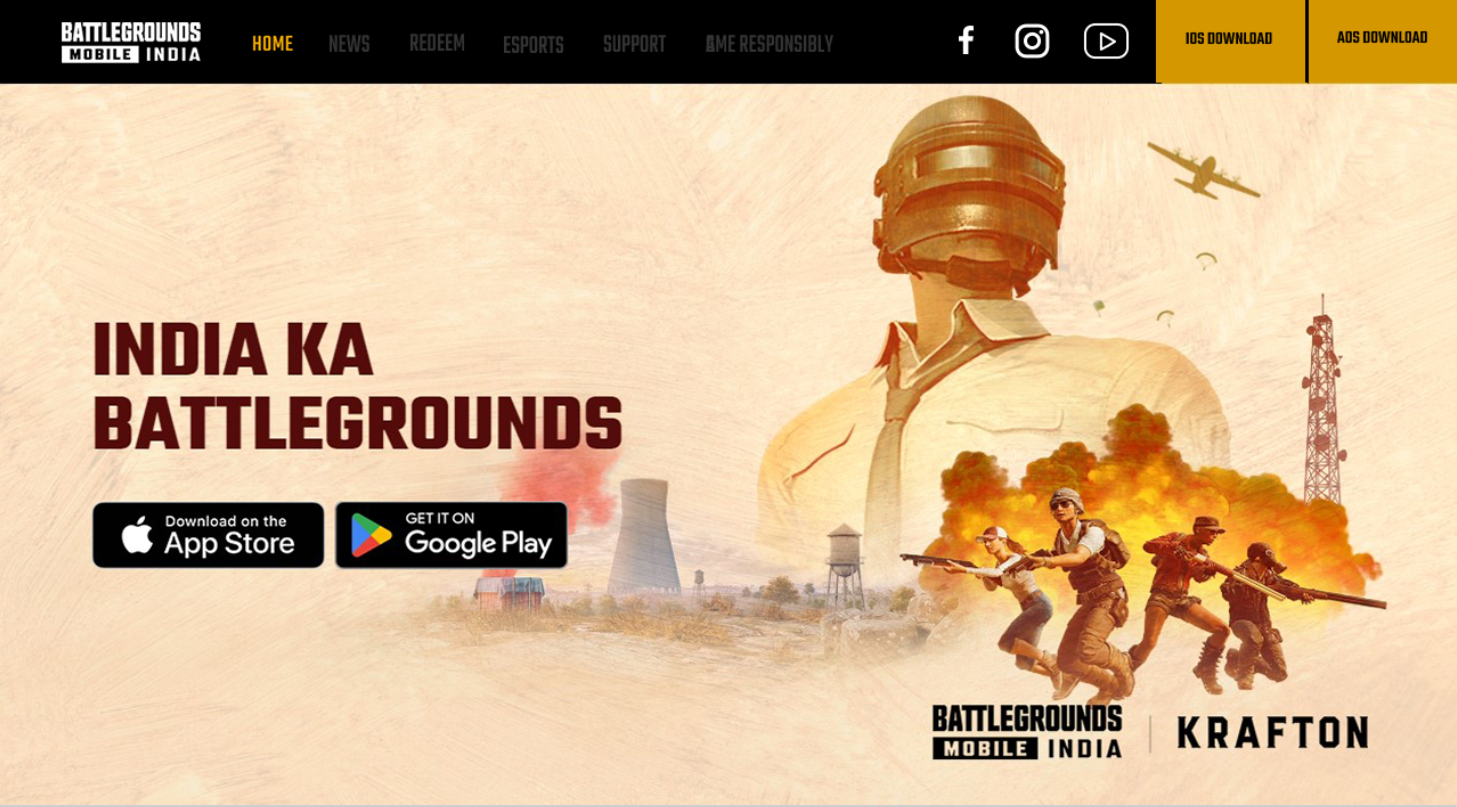 BATTLEGROUNDS
MOBILE INDIA
HOME NEWS REDEEM ESPORTS SUPPORT AME RESPONSIBLY
IOS DOWNLOAD
AOS DOWNLOAD
INDIA KA
BATTLEGROUNDS
Download on the
App Store
GET IT ON
Google Play
BATTLEGROUNDS
MOBILE INDIA
KRAFTON